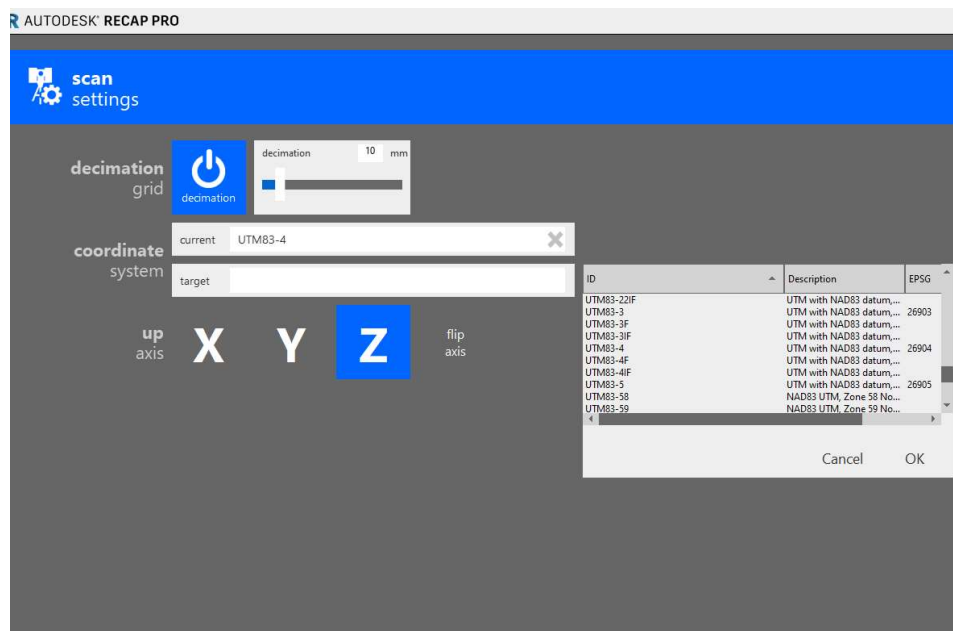 AUTODESK® RECAP PRO
scan
settings
decimation
grid
decimation
decimation 10 mm
coordinate
system
current UTM83-4
target
up
axis
X Y Z
flip
axis
ID Description EPSG
UTM83-22IF UTM with NAD83 datum,...
UTM83-3 UTM with NAD83 datum,... 26903
UTM83-3F UTM with NAD83 datum,...
UTM83-3IF UTM with NAD83 datum,...
UTM83-4 UTM with NAD83 datum,... 26904
UTM83-4F UTM with NAD83 datum,...
UTM83-4IF UTM with NAD83 datum,...
UTM83-5 UTM with NAD83 datum,... 26905
UTM83-58 NAD83 UTM, Zone 58 No...
UTM83-59 NAD83 UTM, Zone 59 No...
Cancel OK